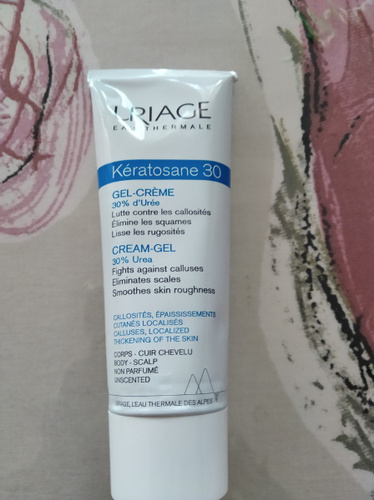 URIAGE
EAU THERMALE
Kératosane 30
GEL-CRÈME
30% d'Urée
Lutte contre les callosités
Élimine les squames
Lisse les rugosités
CREAM-GEL
30% Urea
Fights against calluses
Eliminates scales
Smoothes skin roughness
CALLOSITÉS, ÉPAISSISSEMENTS
CUTANÉS LOCALISÉS
CALLUSES, LOCALIZED
THICKENING OF THE SKIN
CORPS - CUIR CHEVELU
BODY - SCALP
NON PARFUMÉ
UNSCENTED
URIAGE, L'EAU THERMALE DES ALPES